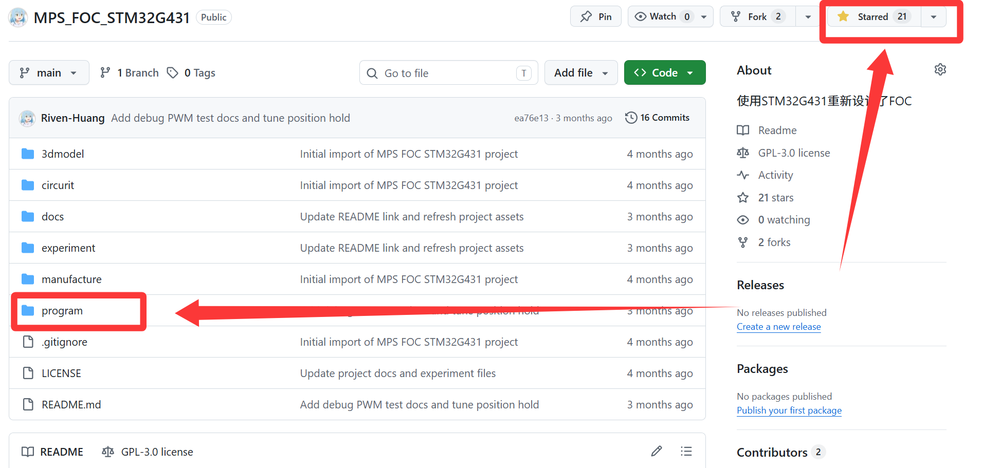 MPS_FOC_STM32G431 Public Pin Watch 0 Fork 2 Starred 21
main 1 Branch 0 Tags Go to file T Add file Code
Riven-Huang Add debug PWM test docs and tune position hold ea76e13 · 3 months ago 16 Commits
3dmodel Initial import of MPS FOC STM32G431 project 4 months ago
circurit Initial import of MPS FOC STM32G431 project 4 months ago
docs Update README link and refresh project assets 3 months ago
experiment Update README link and refresh project assets 3 months ago
manufacture Initial import of MPS FOC STM32G431 project 4 months ago
program and tune position hold 3 months ago
.gitignore Initial import of MPS FOC STM32G431 project 4 months ago
LICENSE Update project docs and experiment files 4 months ago
README.md Add debug PWM test docs and tune position hold 3 months ago
README GPL-3.0 license
About
使用STM32G431重新设计了FOC
Readme
GPL-3.0 license
Activity
21 stars
0 watching
2 forks
Releases
No releases published
Create a new release
Packages
No packages published
Publish your first package
Contributors 2